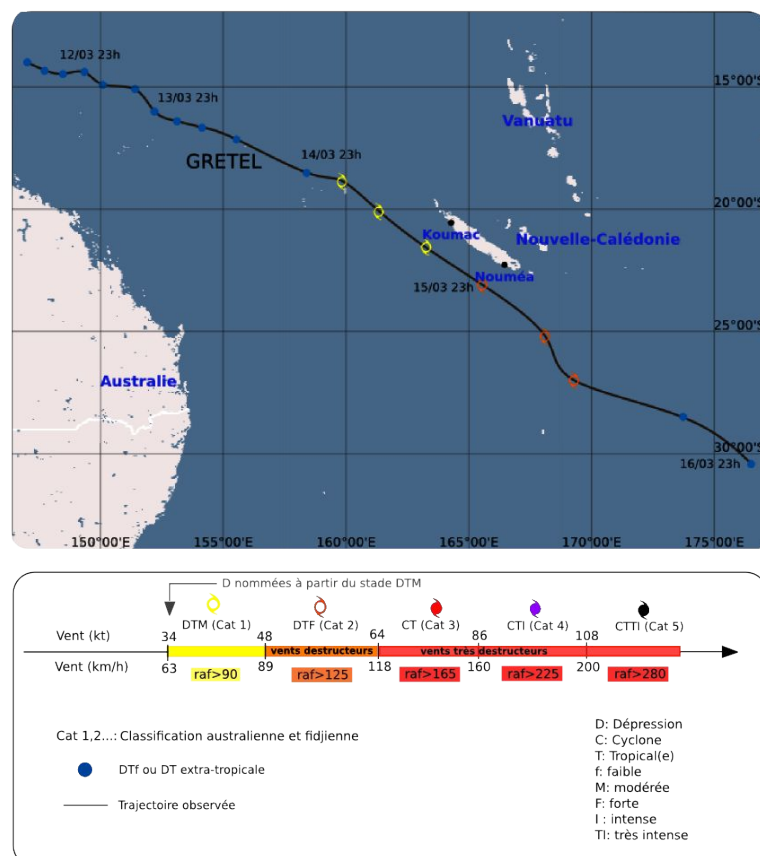 12/03 23h
15°00'S
13/03 23h
Vanuatu
14/03 23h
GRETEL
20°00'S
Koumac
Nouvelle-Calédonie
Nouméa
15/03 23h
25°00'S
Australie
30°00'S
16/03 23h
150°00'E 155°00'E 160°00'E 165°00'E 170°00'E 175°00'E
D nommées à partir du stade DTM
DTM (Cat 1) DTF (Cat 2) CT (Cat 3) CTI (Cat 4) CTTI (Cat 5)
Vent (kt) 34 48 64 86 108
vents destructeurs vents très destructeurs
Vent (km/h) 63 89 118 160 200
raf>90 raf>125 raf>165 raf>225 raf>280
Cat 1,2...: Classification australienne et fidjienne
DTf ou DT extra-tropicale
Trajectoire observée
D: Dépression
C: Cyclone
T: Tropical(e)
f: faible
M: modérée
F: forte
I : intense
TI: très intense